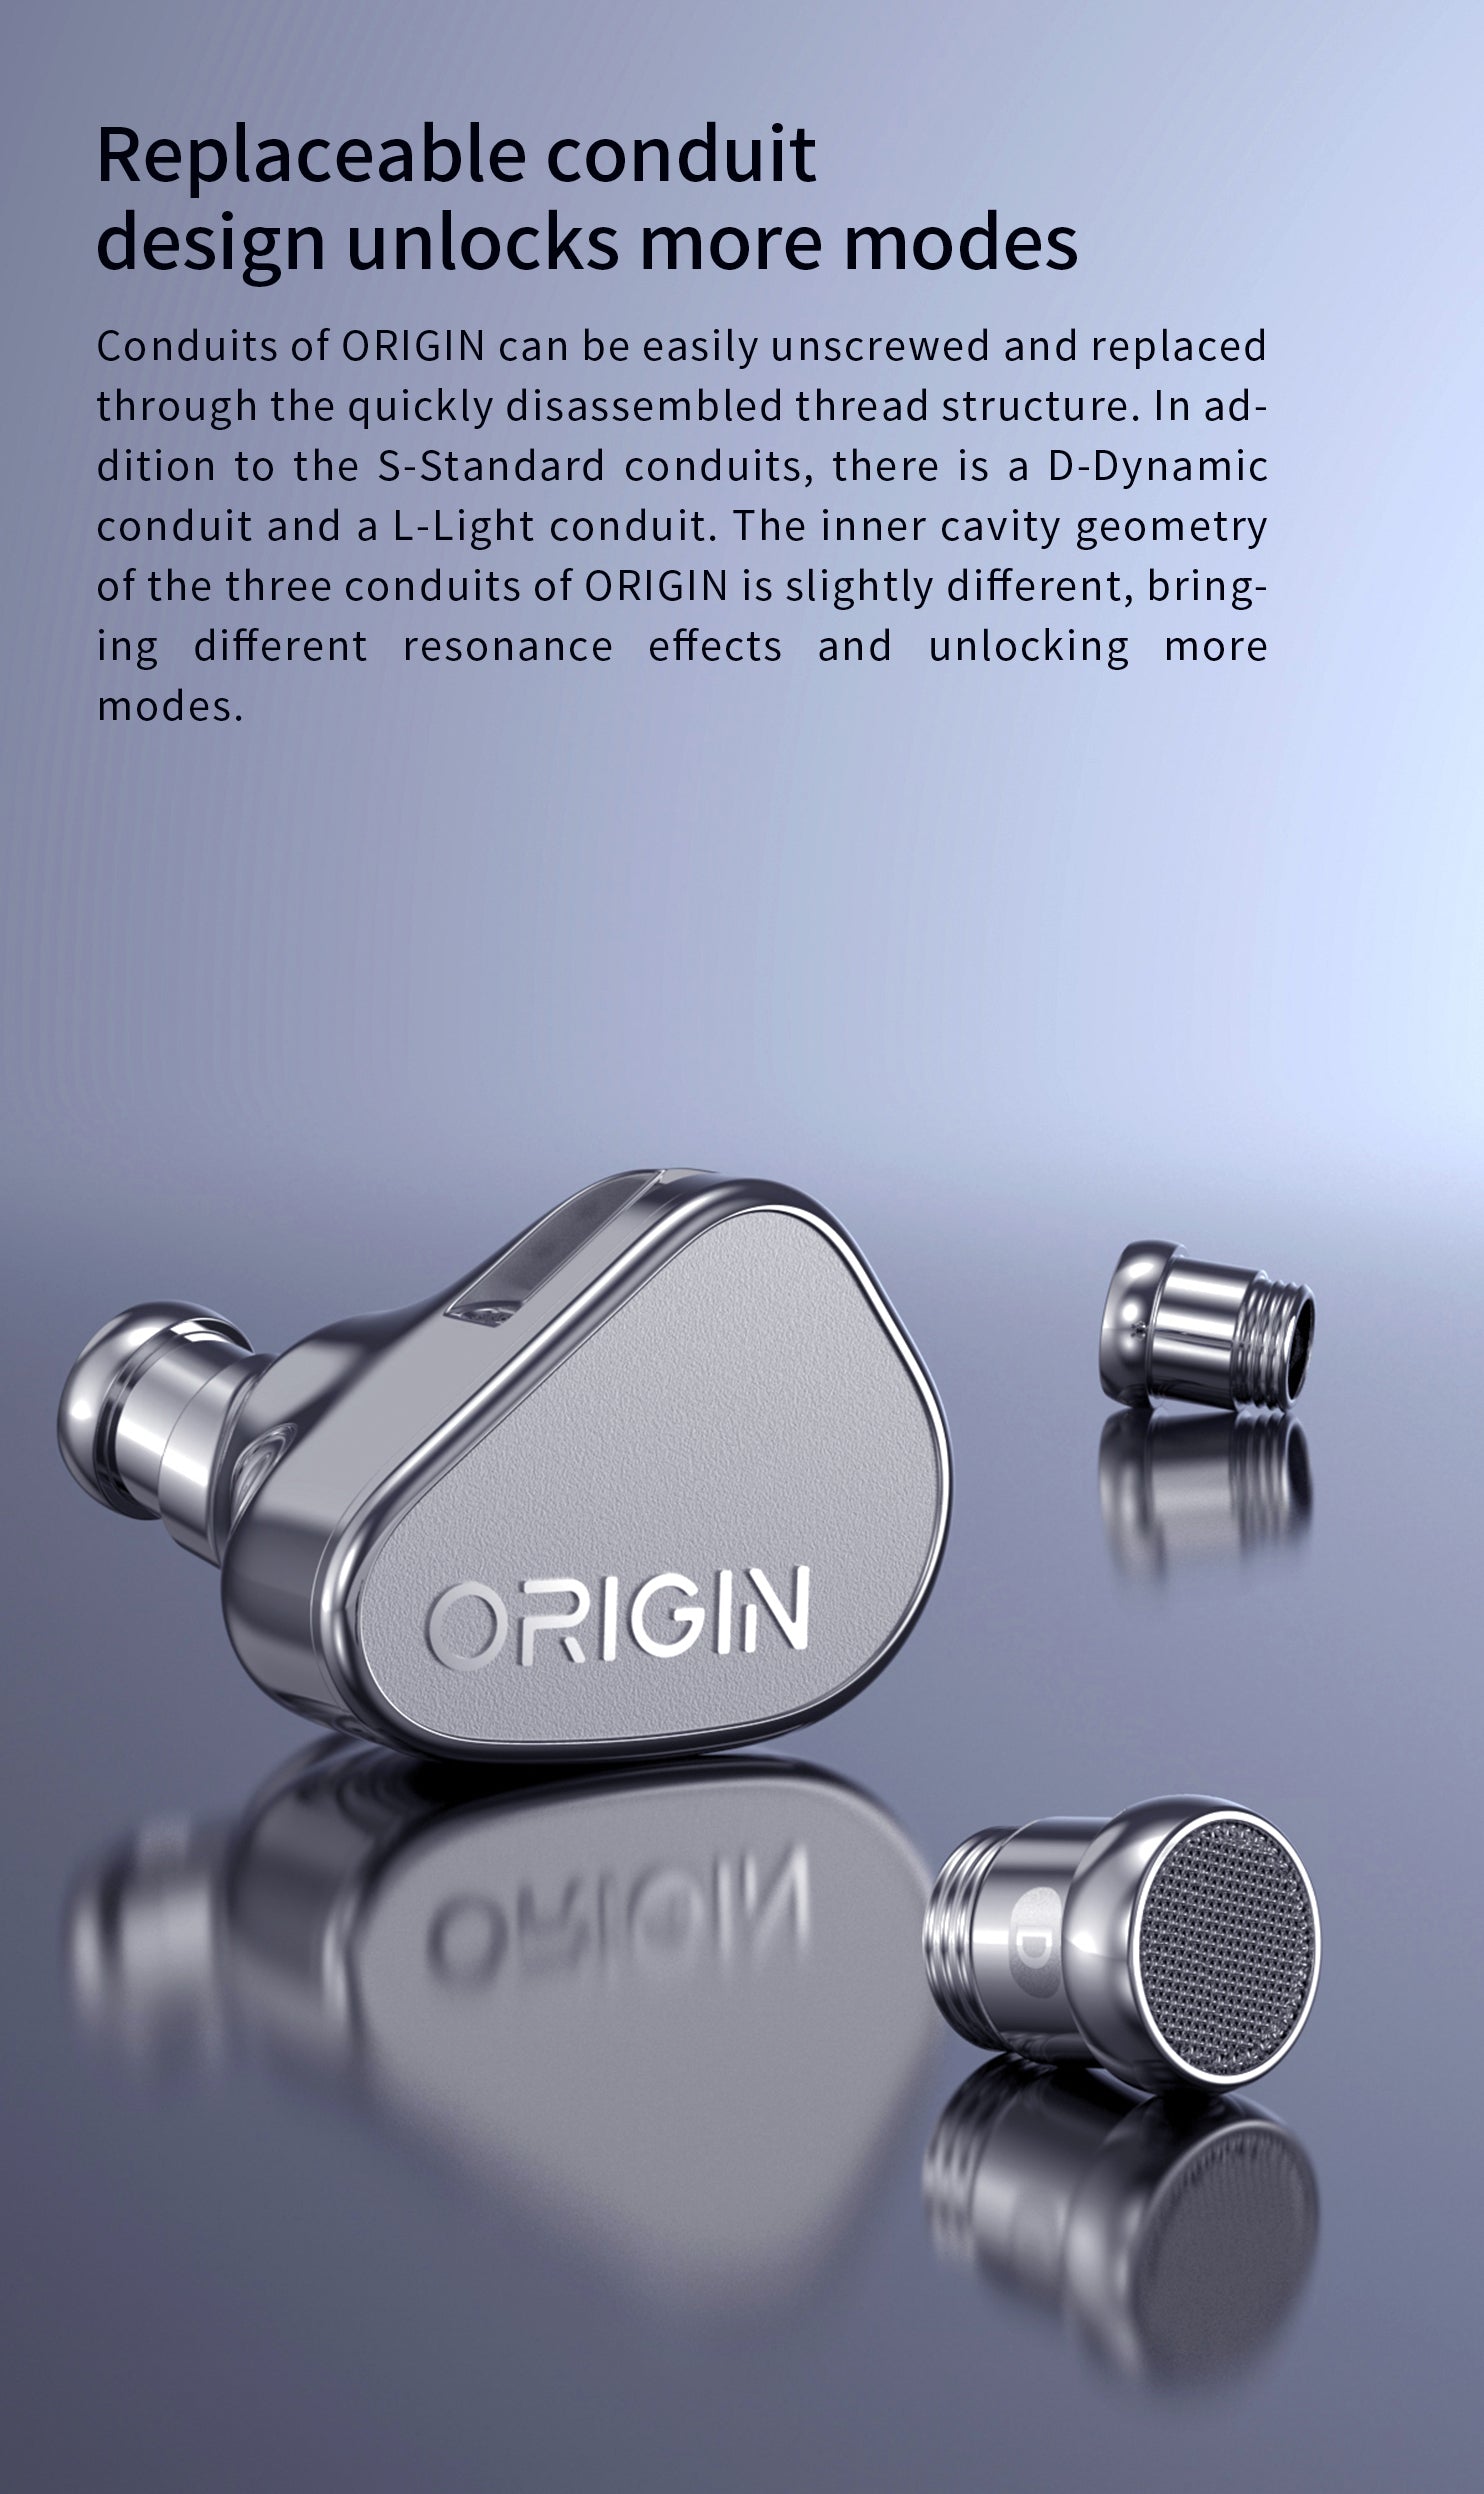 Replaceable conduit
design unlocks more modes
Conduits of ORIGIN can be easily unscrewed and replaced
through the quickly disassembled thread structure. In ad-
dition to the S-Standard conduits, there is a D-Dynamic
conduit and a L-Light conduit. The inner cavity geometry
of the three conduits of ORIGIN is slightly different, bring-
ing different resonance effects and unlocking more
modes.
ORIGIN
D